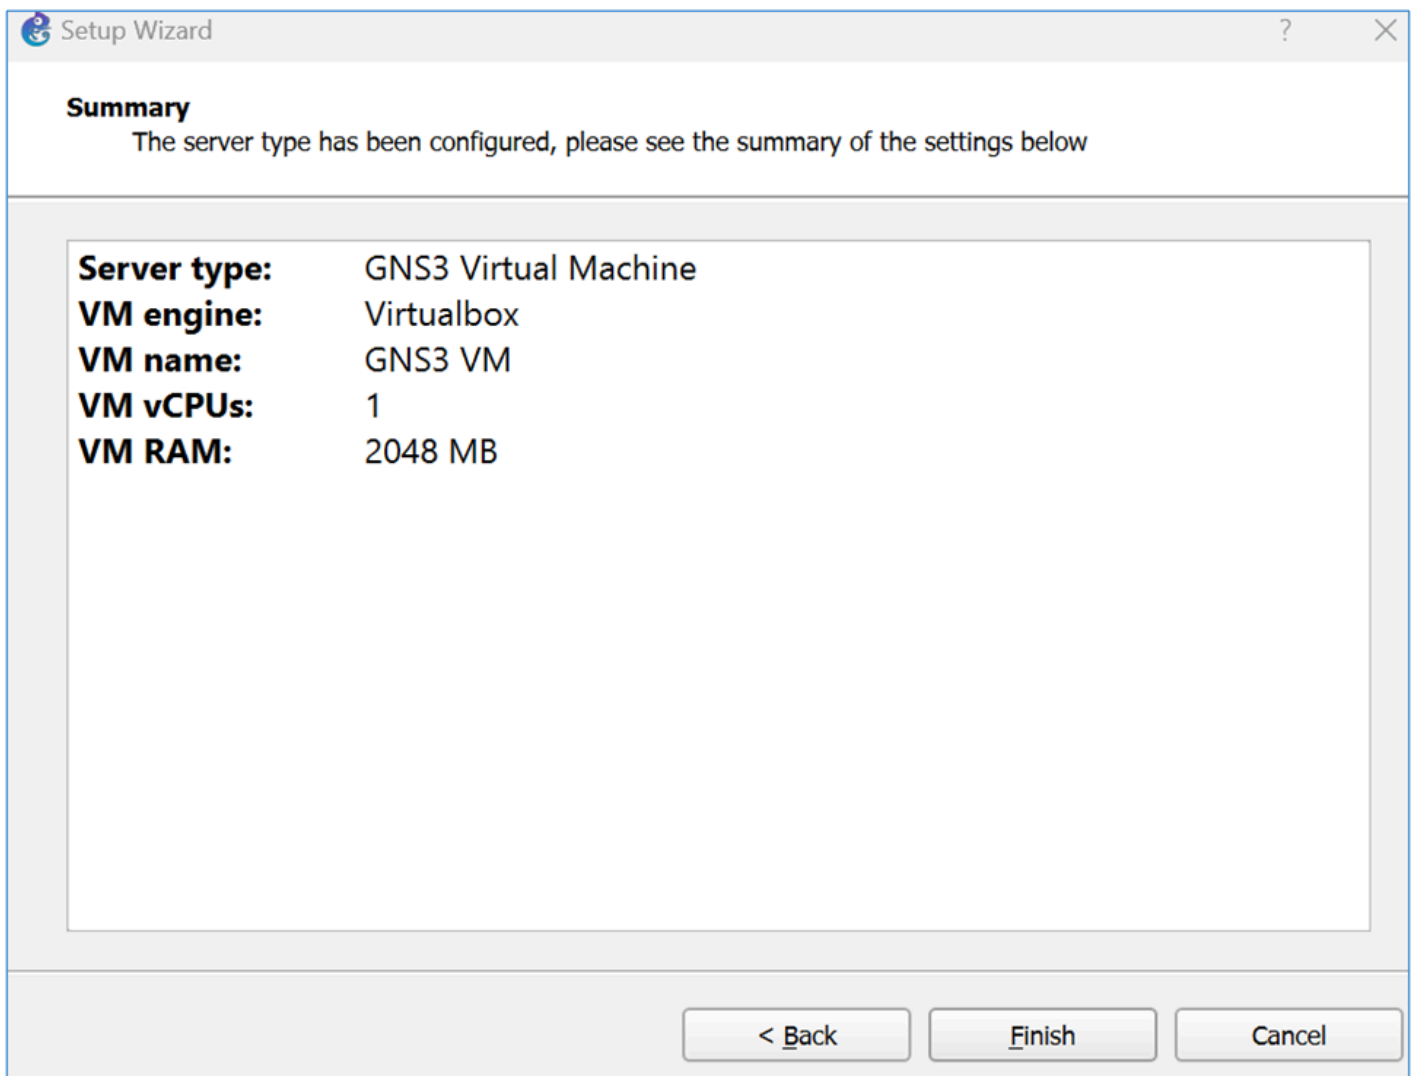 Setup Wizard
Summary
The server type has been configured, please see the summary of the settings below
Server type: GNS3 Virtual Machine
VM engine: Virtualbox
VM name: GNS3 VM
VM vCPUs: 1
VM RAM: 2048 MB
< Back Finish Cancel